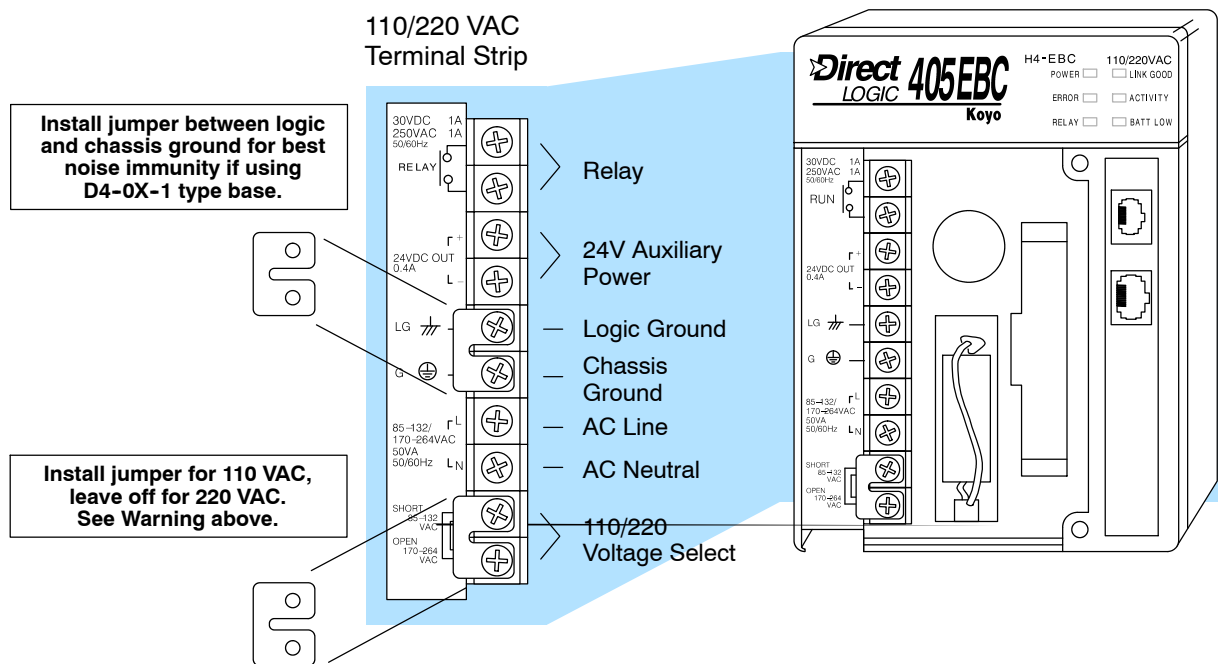 110/220 VAC
Terminal Strip
Install jumper between logic
and chassis ground for best
noise immunity if using
D4-0X-1 type base.
Install jumper for 110 VAC,
leave off for 220 VAC.
See Warning above.
30VDC 1A
250VAC 1A
50/60Hz
RELAY
+
24VDC OUT
0.4A
-
LG
G
L
85-132/
170-264VAC
50VA
50/60Hz
N
SHORT
85-132
VAC
OPEN
170-264
VAC
Relay
24V Auxiliary
Power
Logic Ground
Chassis
Ground
AC Line
AC Neutral
110/220
Voltage Select
Direct
LOGIC
405EBC
Koyo
H4-EBC 110/220VAC
POWER LINK GOOD
ERROR ACTIVITY
RELAY BATT LOW
30VDC 1A
250VAC 1A
50/60Hz
RUN
+
24VDC OUT
0.4A
-
LG
G
L
85-132/
170-264VAC
50VA
50/60Hz
N
SHORT
85-132
VAC
OPEN
170-264
VAC